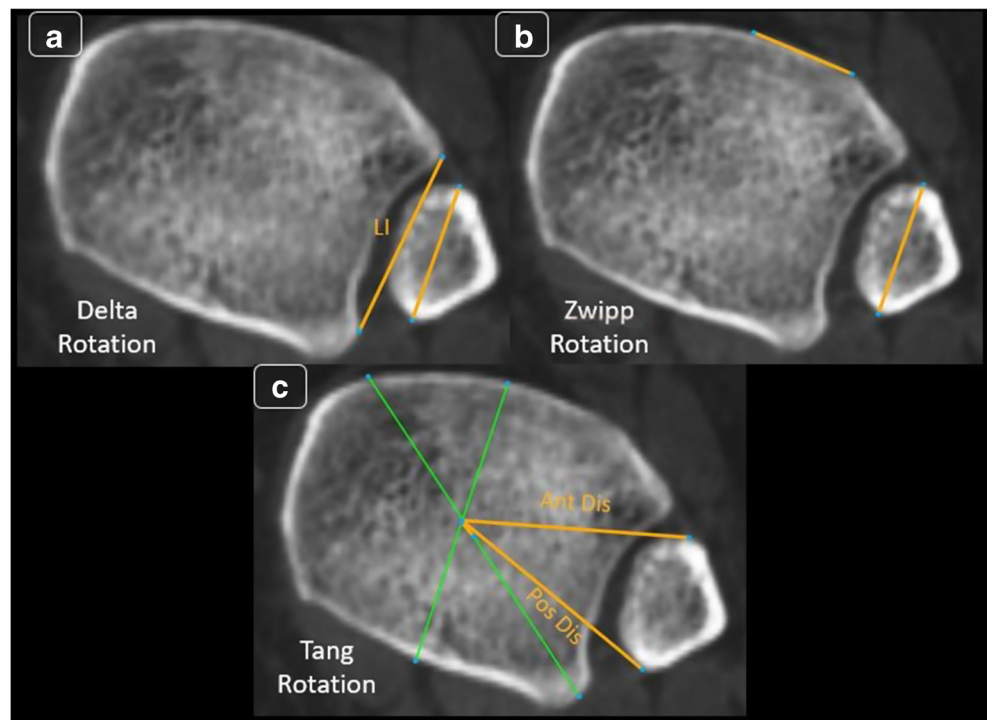 a
LI
Delta
Rotation
b
Zwipp
Rotation
c
Ant Dis
Pos Dis
Tang
Rotation